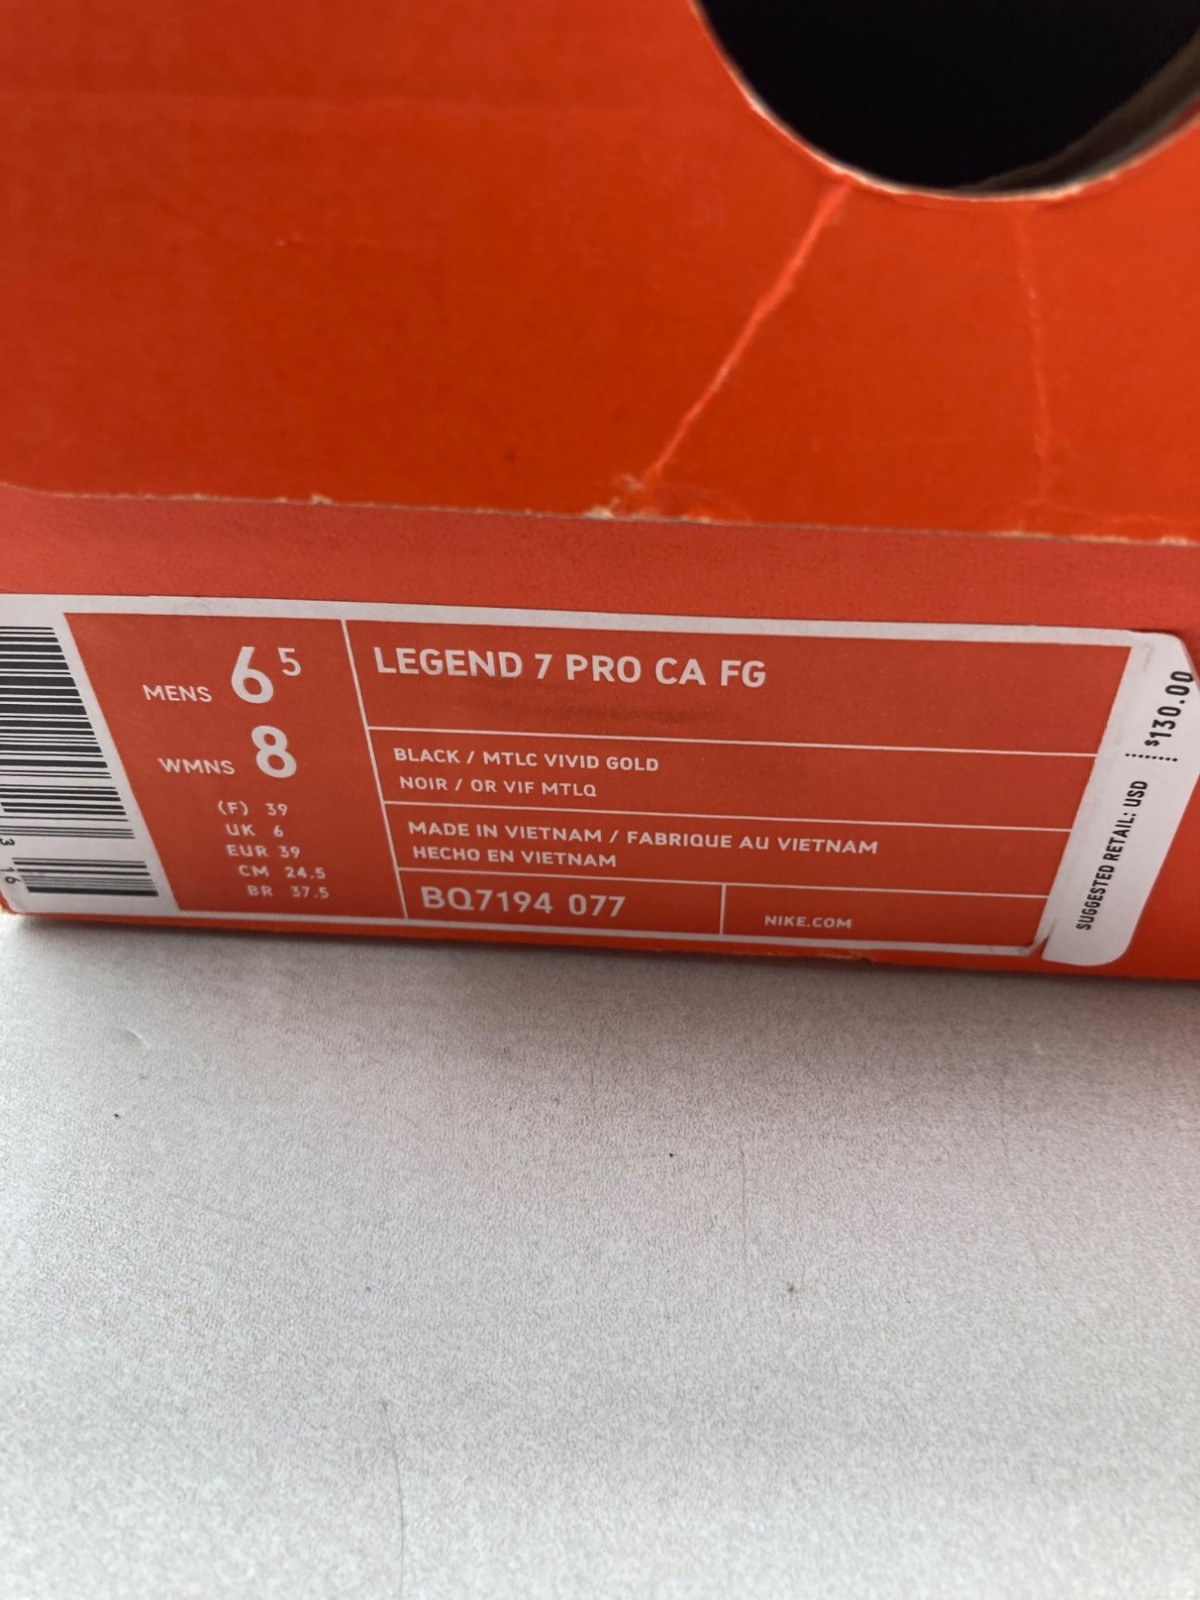 MENS 6 5
WMNS 8
(F) 39
UK 6
EUR 39
CM 24.5
BR 37.5
LEGEND 7 PRO CA FG
BLACK / MTLC VIVID GOLD
NOIR / OR VIF MTLQ
MADE IN VIETNAM / FABRIQUE AU VIETNAM
HECHO EN VIETNAM
BQ7194 077
NIKE.COM
SUGGESTED RETAIL: USD $130.00
3
16